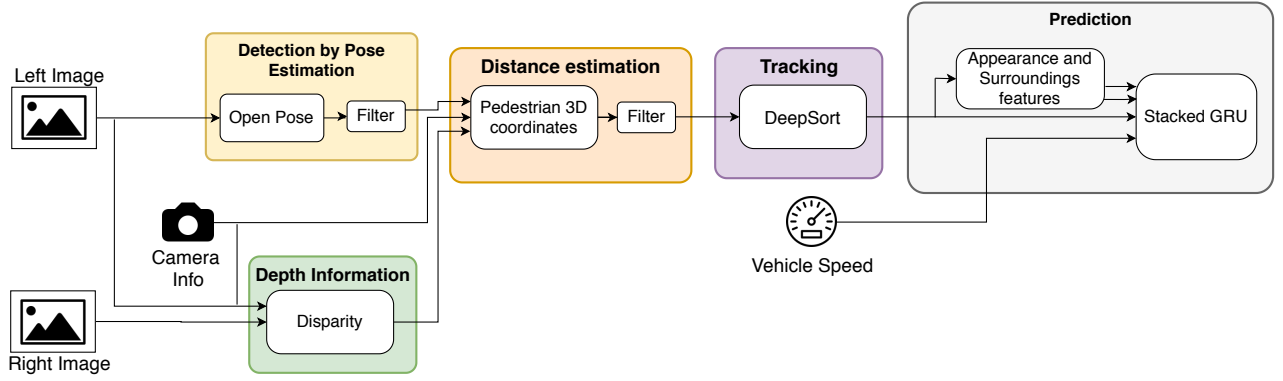 Left Image
Detection by Pose
Estimation
Open Pose
Filter
Distance estimation
Pedestrian 3D
coordinates
Filter
Tracking
DeepSort
Prediction
Appearance and
Surroundings
features
Stacked GRU
Camera
Info
Vehicle Speed
Depth Information
Disparity
Right Image